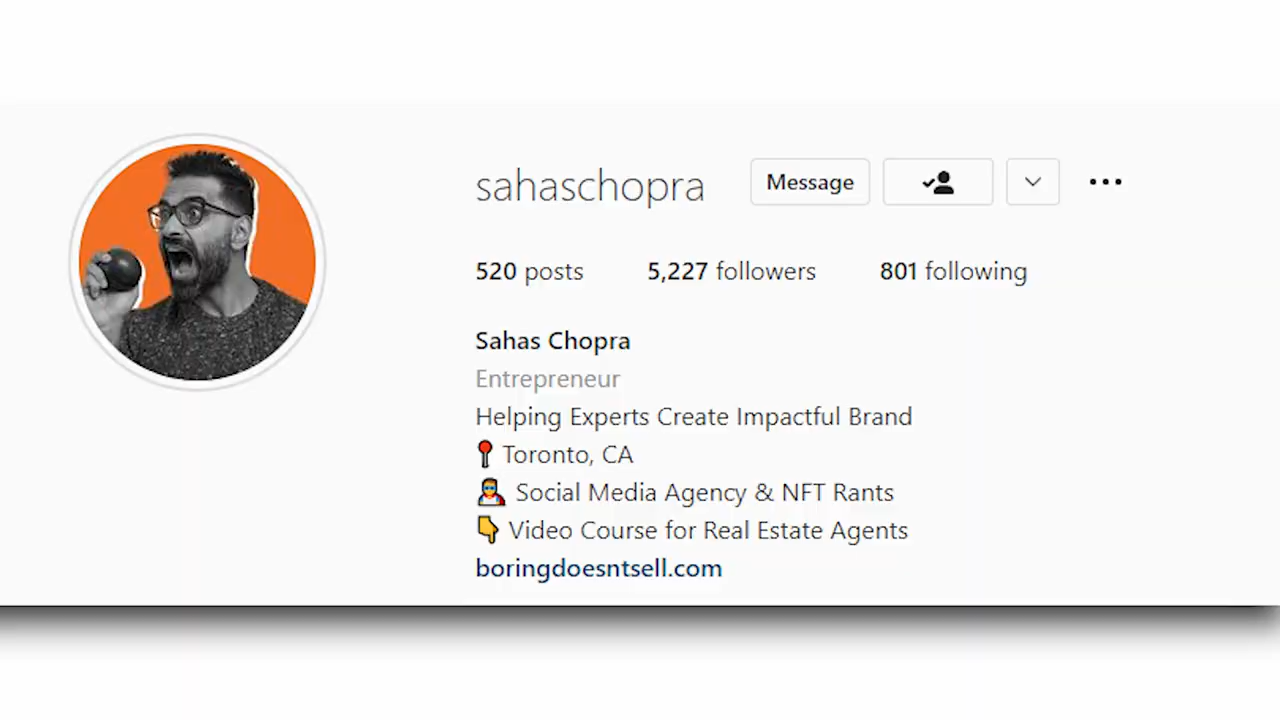 sahaschopra Message
520 posts 5,227 followers 801 following
Sahas Chopra
Entrepreneur
Helping Experts Create Impactful Brand
📍 Toronto, CA
🦸‍♂️ Social Media Agency & NFT Rants
👇 Video Course for Real Estate Agents
boringdoesntsell.com